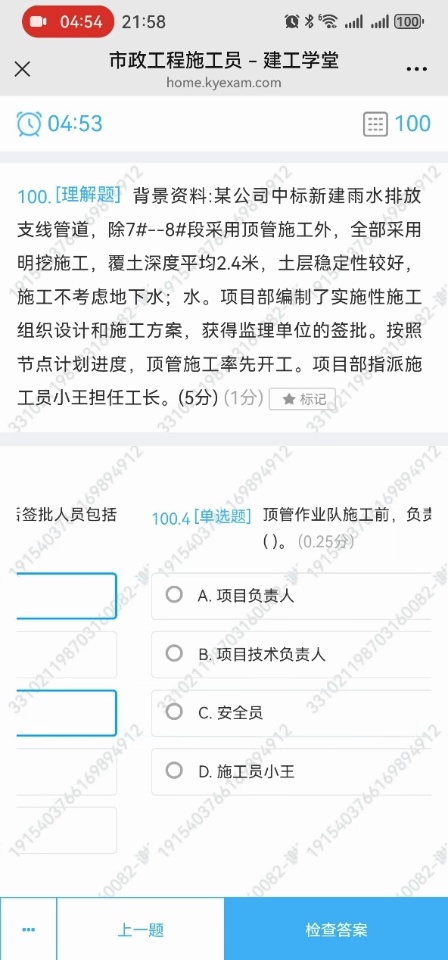 04:54 21:58 100
市政工程施工员 – 建工学堂
home.kyexam.com
04:53 100
100. [理解题] 背景资料:某公司中标新建雨水排放
支线管道，除7#--8#段采用顶管施工外，全部采用
明挖施工，覆土深度平均2.4米，土层稳定性较好，
施工不考虑地下水；水。项目部编制了实施性施工
组织设计和施工方案，获得监理单位的签批。按照
节点计划进度，顶管施工率先开工。项目部指派施
工员小王担任工长。(5分) (1分) ★ 标记
签批人员包括
100.4 [单选题] 顶管作业队施工前，负责
( )。(0.25分)
A. 项目负责人
B. 项目技术负责人
C. 安全员
D. 施工员小王
... 上一题 检查答案